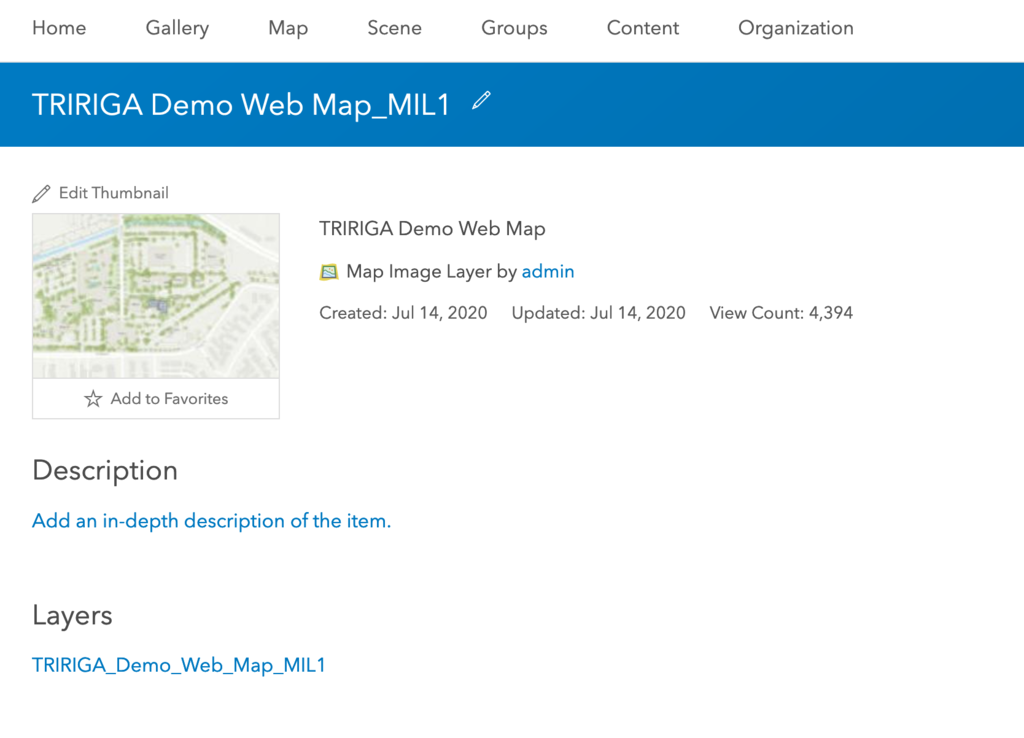 Home Gallery Map Scene Groups Content Organization
TRIRIGA Demo Web Map_MIL1
Edit Thumbnail
TRIRIGA Demo Web Map
Map Image Layer by admin
Created: Jul 14, 2020 Updated: Jul 14, 2020 View Count: 4,394
Add to Favorites
Description
Add an in-depth description of the item.
Layers
TRIRIGA_Demo_Web_Map_MIL1